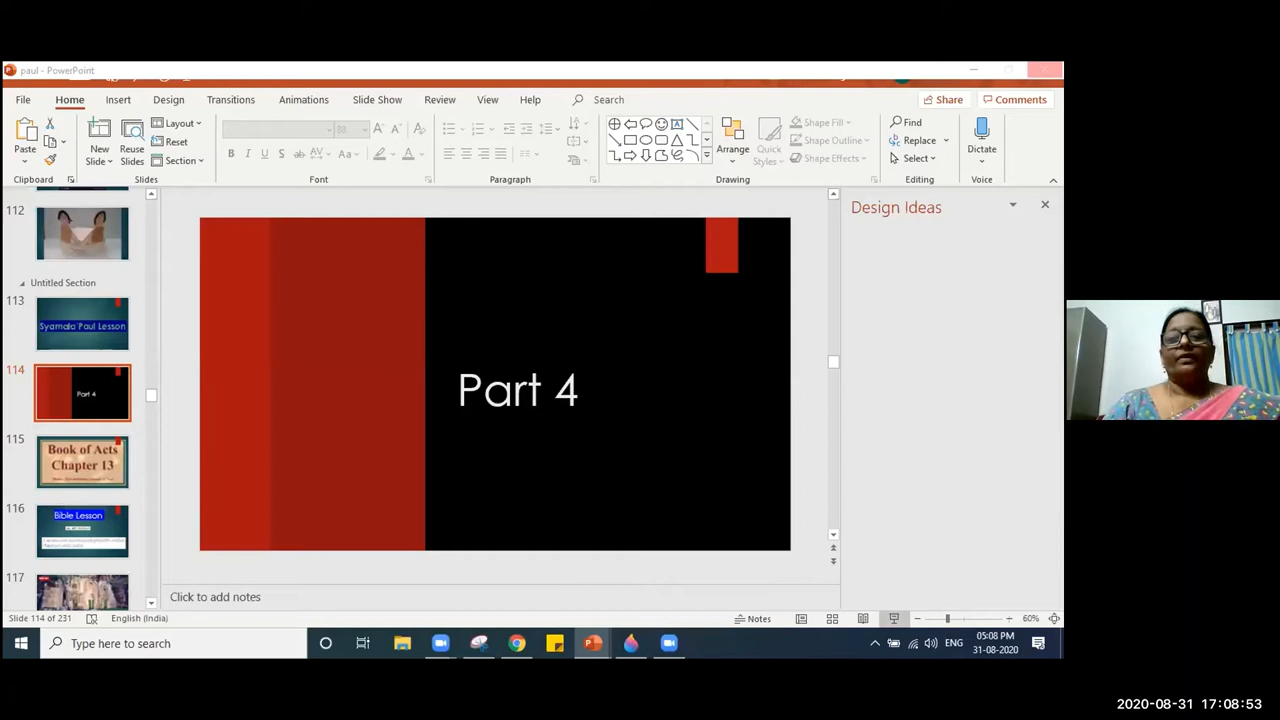 paul - PowerPoint
File Home Insert Design Transitions Animations Slide Show Review View Help Search Share Comments
Paste
New Slide
Reuse Slides
Layout
Reset
Section
88
Shape Fill
Shape Outline
Shape Effects
Arrange
Quick Styles
Find
Replace
Select
Dictate
Clipboard Slides Font Paragraph Drawing Editing Voice
112
Untitled Section
113
Syamala Paul Lesson
114
Part 4
115
Book of Acts
Chapter 13
116
Bible Lesson
117
Part 4
Design Ideas
Click to add notes
Slide 114 of 231 English (India) Notes 60%
Type here to search
ENG
05:08 PM
31-08-2020
2020-08-31 17:08:53